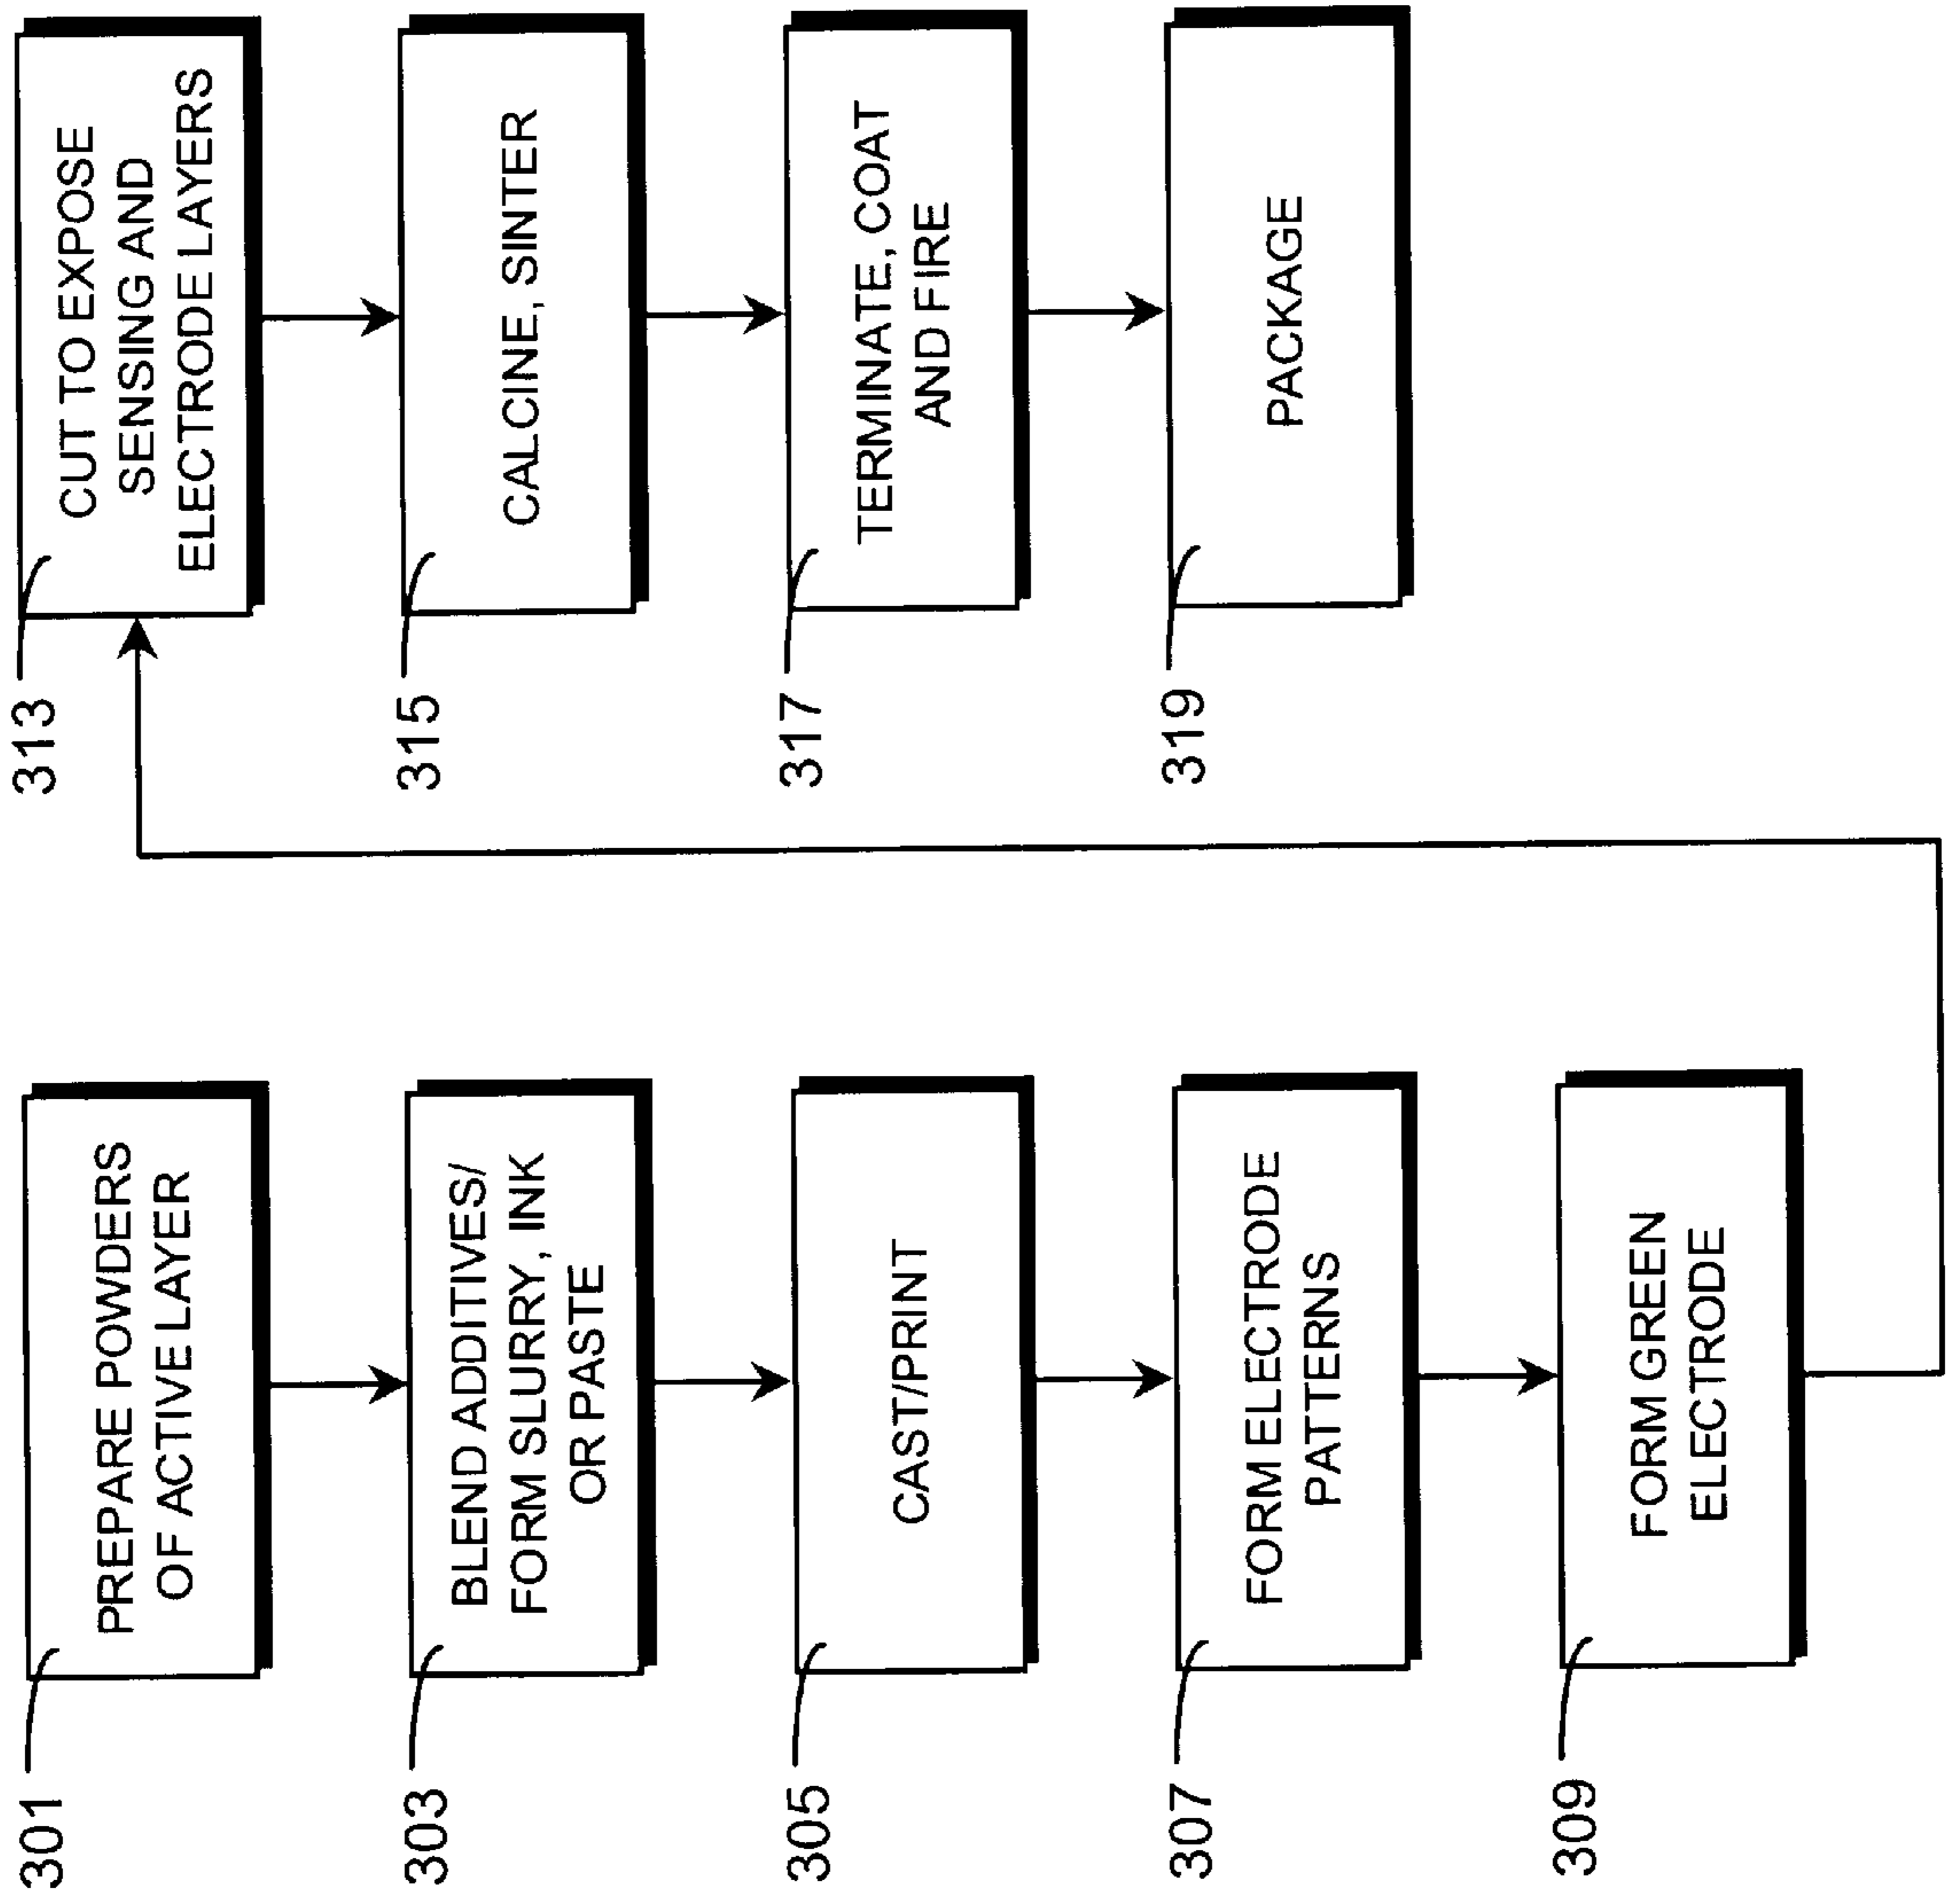 301
PREPARE POWDERS
OF ACTIVE LAYER
303
BLEND ADDITIVES/
FORM SLURRY, INK
OR PASTE
305
CAST/PRINT
307
FORM ELECTRODE
PATTERNS
309
FORM GREEN
ELECTRODE
313
CUT TO EXPOSE
SENSING AND
ELECTRODE LAYERS
315
CALCINE, SINTER
317
TERMINATE, COAT
AND FIRE
319
PACKAGE